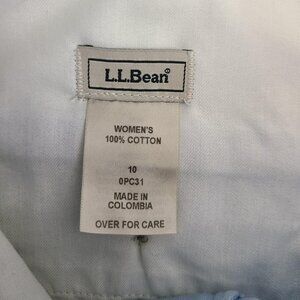 L.L.Bean®
WOMEN'S
100% COTTON
10
0PC31
MADE IN
COLOMBIA
OVER FOR CARE